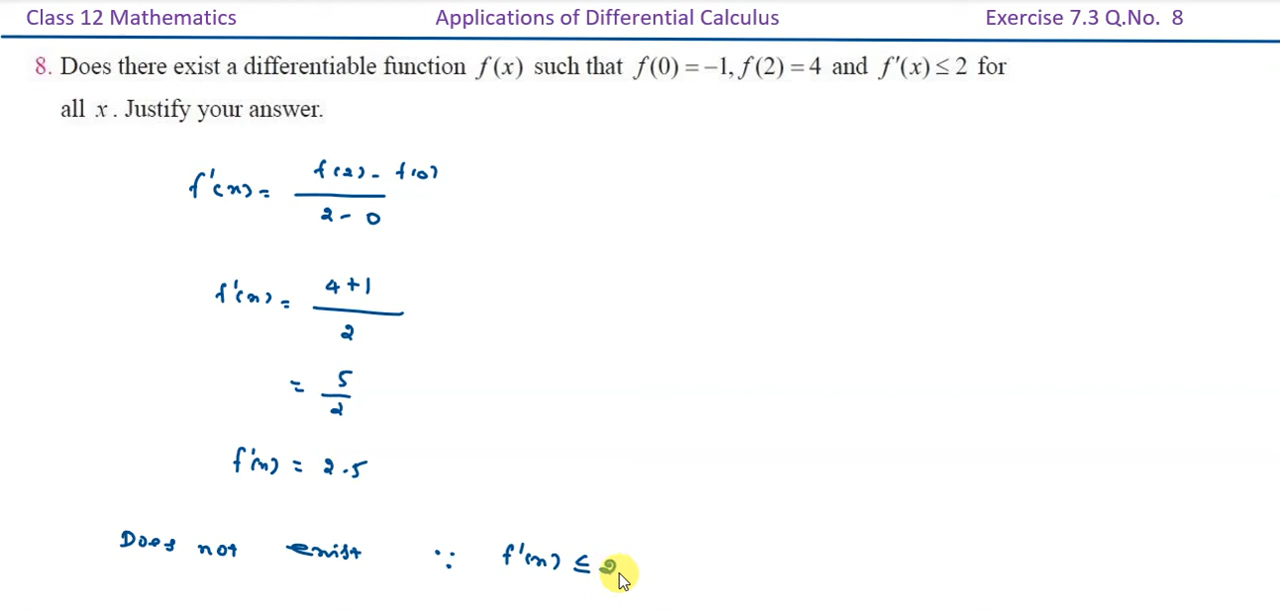 Class 12 Mathematics Applications of Differential Calculus Exercise 7.3 Q.No. 8
8. Does there exist a differentiable function f(x) such that f(0) = −1, f(2) = 4 and f'(x) ≤ 2 for
all x. Justify your answer.
f'(x) = f(2) - f(0) / 2 - 0
f'(x) = 4 + 1 / 2
= 5 / 2
f'(x) = 2.5
Does not exist ∵ f'(x) ≤ 2